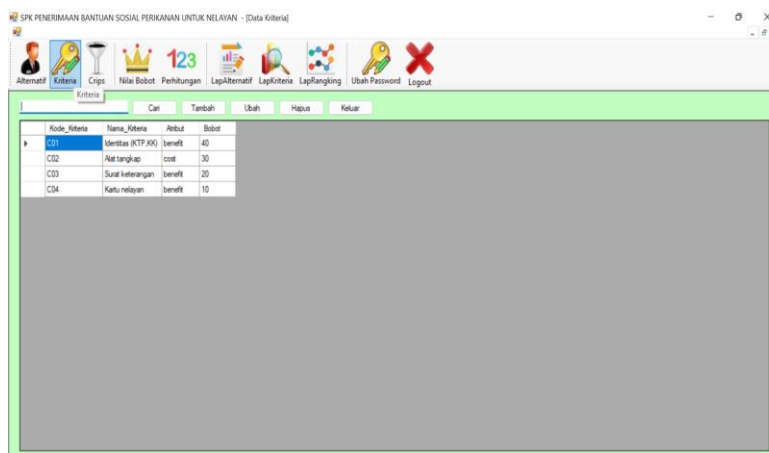 SPK PENERIMAAN BANTUAN SOSIAL PERIKANAN UNTUK NELAYAN - [Data Kriteria]
123
Alternatif Kriteria Crips Nilai Bobot Perhitungan LapAlternatif LapKriteria LapRangking Ubah Password Logout
Kriteria
Cari Tambah Ubah Hapus Keluar
Kode_Kriteria Nama_Kriteria Atribut Bobot
C01 Identitas (KTP,KK) benefit 40
C02 Alat tangkap cost 30
C03 Surat keterangan benefit 20
C04 Kartu nelayan benefit 10